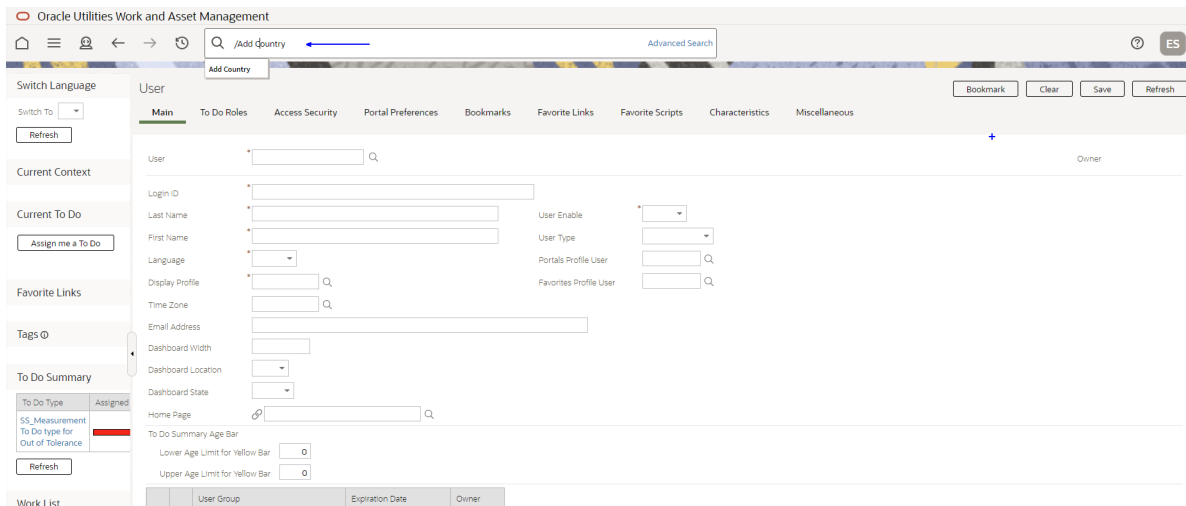 Oracle Utilities Work and Asset Management
/Add Country Advanced Search ES
Add Country
Switch Language
Switch To
Refresh
Current Context
Current To Do
Assign me a To Do
Favorite Links
Tags
To Do Summary
To Do Type Assigned
SS_Measurement
To Do type for
Out of Tolerance
Refresh
Work List
User Bookmark Clear Save Refresh
Main To Do Roles Access Security Portal Preferences Bookmarks Favorite Links Favorite Scripts Characteristics Miscellaneous
User * Owner
Login ID *
Last Name * User Enable *
First Name * User Type
Language * Portals Profile User
Display Profile * Favorites Profile User
Time Zone
Email Address
Dashboard Width
Dashboard Location
Dashboard State
Home Page
To Do Summary Age Bar
Lower Age Limit for Yellow Bar 0
Upper Age Limit for Yellow Bar 0
User Group Expiration Date Owner